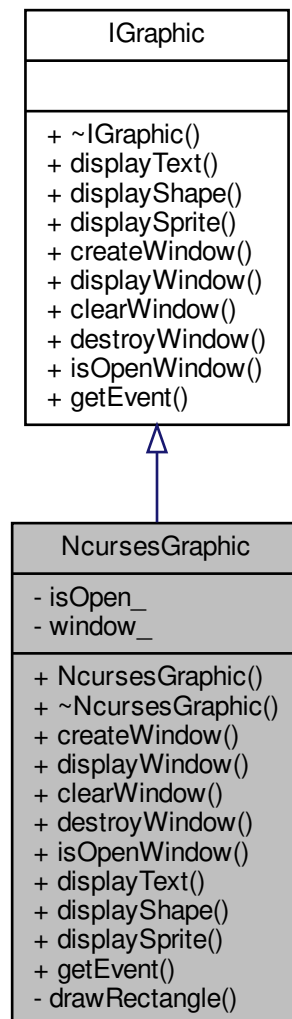 IGraphic
+ ~IGraphic()
+ displayText()
+ displayShape()
+ displaySprite()
+ createWindow()
+ displayWindow()
+ clearWindow()
+ destroyWindow()
+ isOpenWindow()
+ getEvent()
NcursesGraphic
- isOpen_
- window_
+ NcursesGraphic()
+ ~NcursesGraphic()
+ createWindow()
+ displayWindow()
+ clearWindow()
+ destroyWindow()
+ isOpenWindow()
+ displayText()
+ displayShape()
+ displaySprite()
+ getEvent()
- drawRectangle()